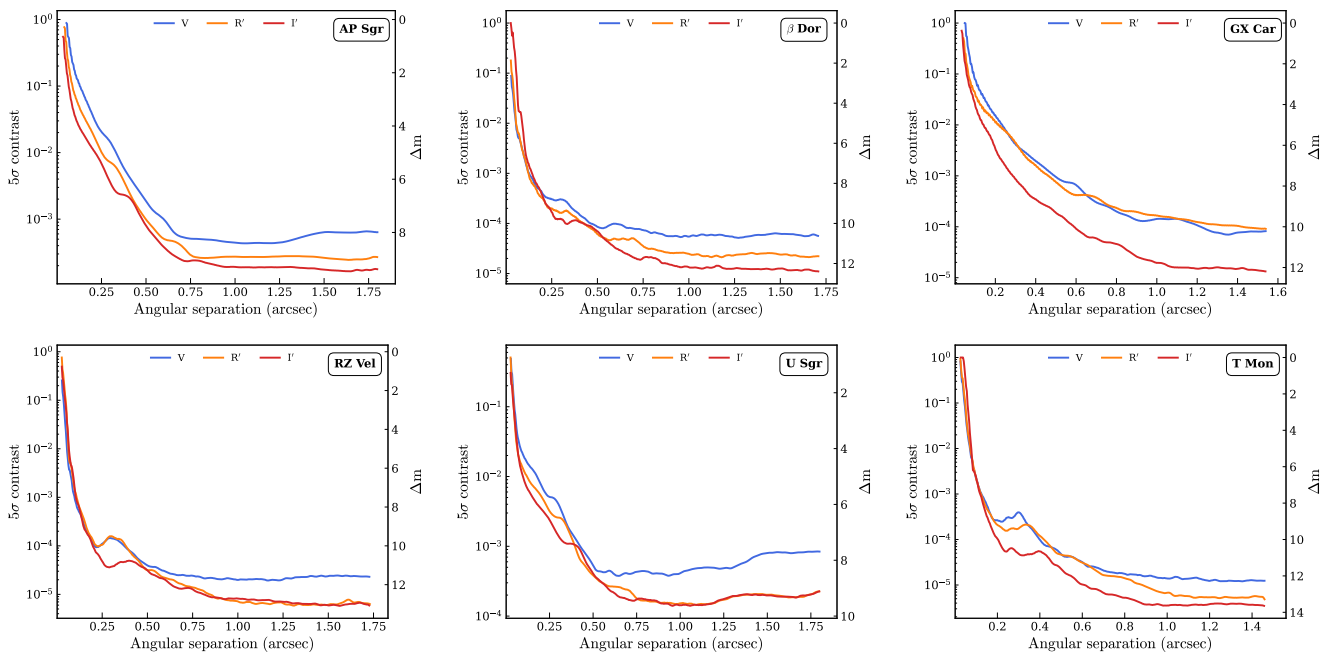 V R′ I′
AP Sgr
5σ contrast
10⁰
10⁻¹
10⁻²
10⁻³
0
2
4
6
8
Δm
0.25 0.50 0.75 1.00 1.25 1.50 1.75
Angular separation (arcsec)
V R′ I′
β Dor
5σ contrast
10⁰
10⁻¹
10⁻²
10⁻³
10⁻⁴
10⁻⁵
0
2
4
6
8
10
12
Δm
0.25 0.50 0.75 1.00 1.25 1.50 1.75
Angular separation (arcsec)
V R′ I′
GX Car
5σ contrast
10⁰
10⁻¹
10⁻²
10⁻³
10⁻⁴
10⁻⁵
0
2
4
6
8
10
12
Δm
0.2 0.4 0.6 0.8 1.0 1.2 1.4 1.6
Angular separation (arcsec)
V R′ I′
RZ Vel
5σ contrast
10⁰
10⁻¹
10⁻²
10⁻³
10⁻⁴
10⁻⁵
0
2
4
6
8
10
12
Δm
0.25 0.50 0.75 1.00 1.25 1.50 1.75
Angular separation (arcsec)
V R′ I′
U Sgr
5σ contrast
10⁻¹
10⁻²
10⁻³
10⁻⁴
2
4
6
8
10
Δm
0.25 0.50 0.75 1.00 1.25 1.50 1.75
Angular separation (arcsec)
V R′ I′
T Mon
5σ contrast
10⁰
10⁻¹
10⁻²
10⁻³
10⁻⁴
10⁻⁵
0
2
4
6
8
10
12
14
Δm
0.2 0.4 0.6 0.8 1.0 1.2 1.4
Angular separation (arcsec)